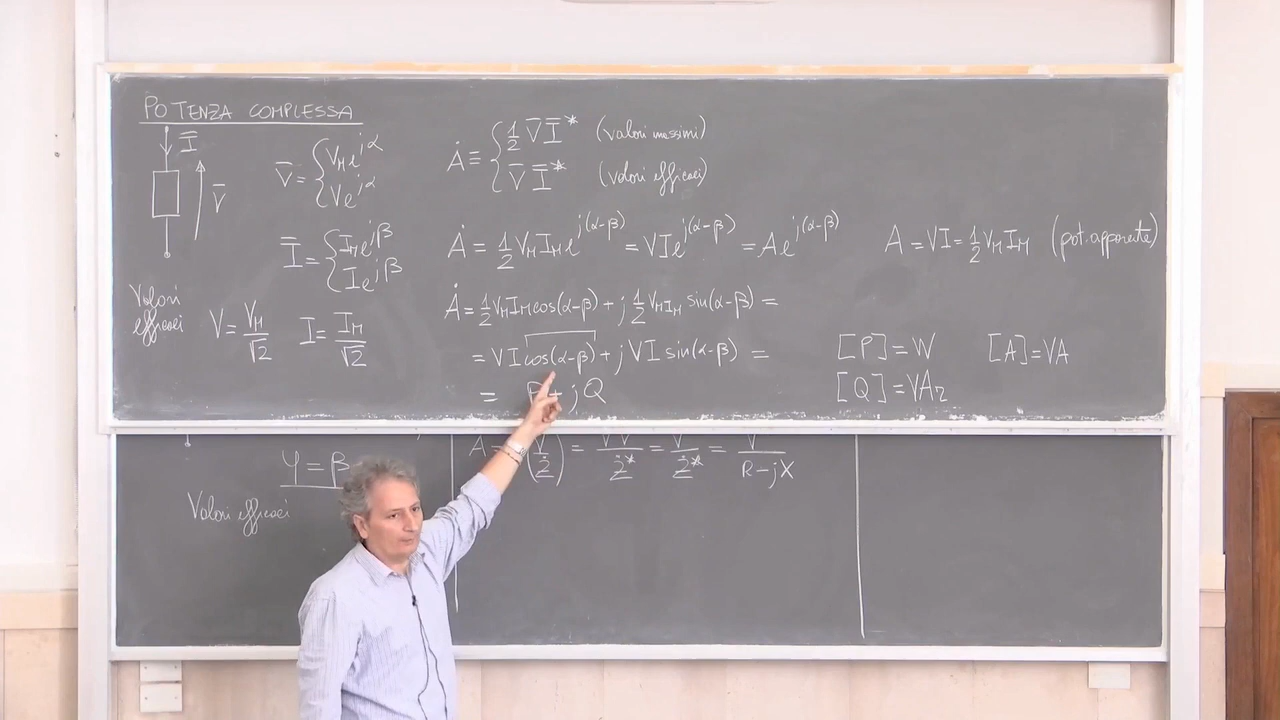 POTENZA COMPLESSA
Ī
V̄
V̄ = { V_M e^{jα}
V e^{jα}
Ī = { I_M e^{jβ}
I e^{jβ}
Valori efficaci
V = V_M/√2 I = I_M/√2
Ȧ ≡ { 1/2 V̄ Ī* (valori massimi)
V̄ Ī* (valori efficaci)
Ȧ = 1/2 V_M I_M e^{j(α-β)} = V I e^{j(α-β)} = A e^{j(α-β)}
A = VI = 1/2 V_M I_M (pot. apparente)
Ȧ = 1/2 V_M I_M cos(α-β) + j 1/2 V_M I_M sin(α-β) =
= V I cos(α-β) + j V I sin(α-β) =
= P + jQ
[P] = W [A] = VA
[Q] = VAr
φ = β
Valori efficaci
= V/(R-jX)